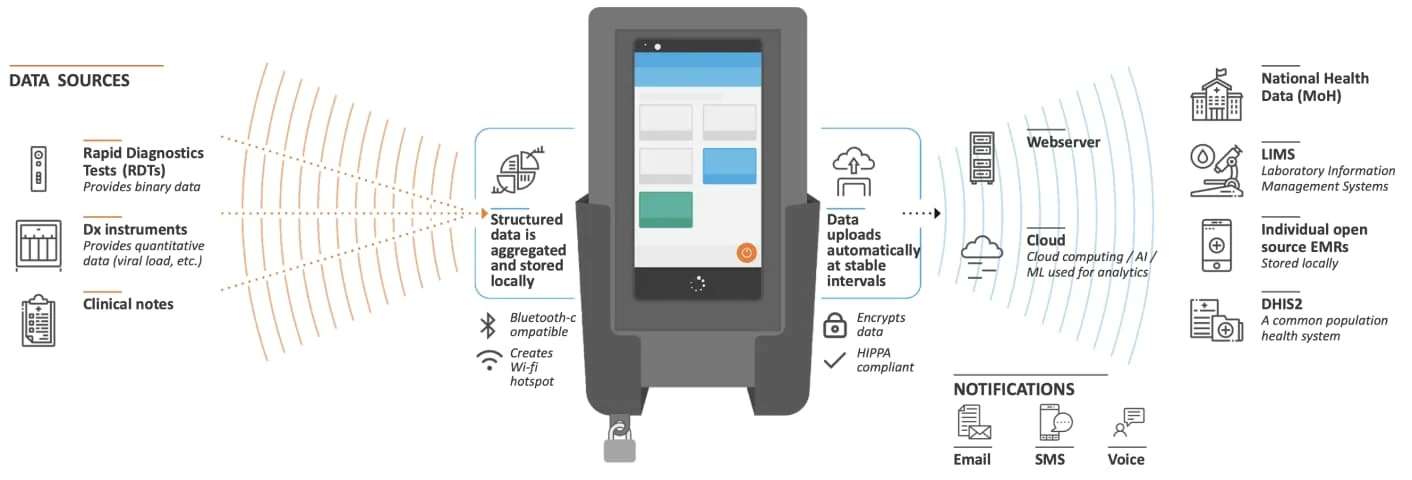 DATA SOURCES
Rapid Diagnostics
Tests (RDTs)
Provides binary data
Dx instruments
Provides quantitative
data (viral load, etc.)
Clinical notes
Structured
data is
aggregated
and stored
locally
Bluetooth-c
ompatible
Creates
Wi-fi
hotspot
Data
uploads
automatically
at stable
intervals
Encrypts
data
HIPPA
compliant
Webserver
Cloud
Cloud computing / AI /
ML used for analytics
NOTIFICATIONS
Email
SMS
Voice
National Health
Data (MoH)
LIMS
Laboratory Information
Management Systems
Individual open
source EMRs
Stored locally
DHIS2
A common population
health system